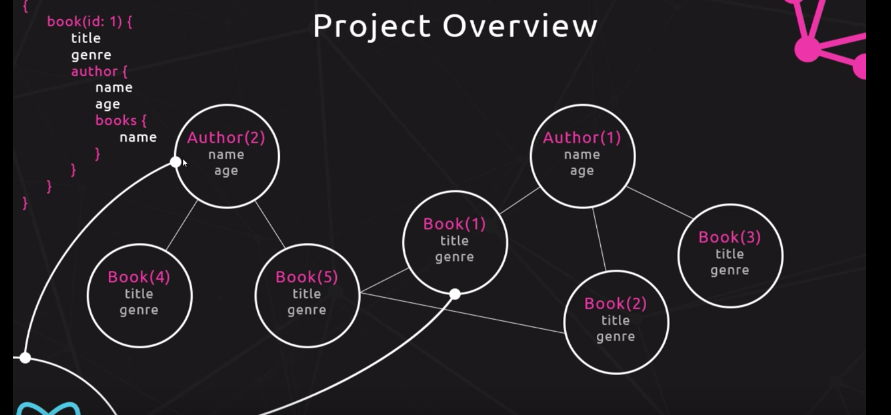 Project Overview
{
book(id: 1) {
title
genre
author {
name
age
books {
name
}
}
}
}
Author(2)
name
age
Author(1)
name
age
Book(1)
title
genre
Book(3)
title
genre
Book(4)
title
genre
Book(5)
title
genre
Book(2)
title
genre